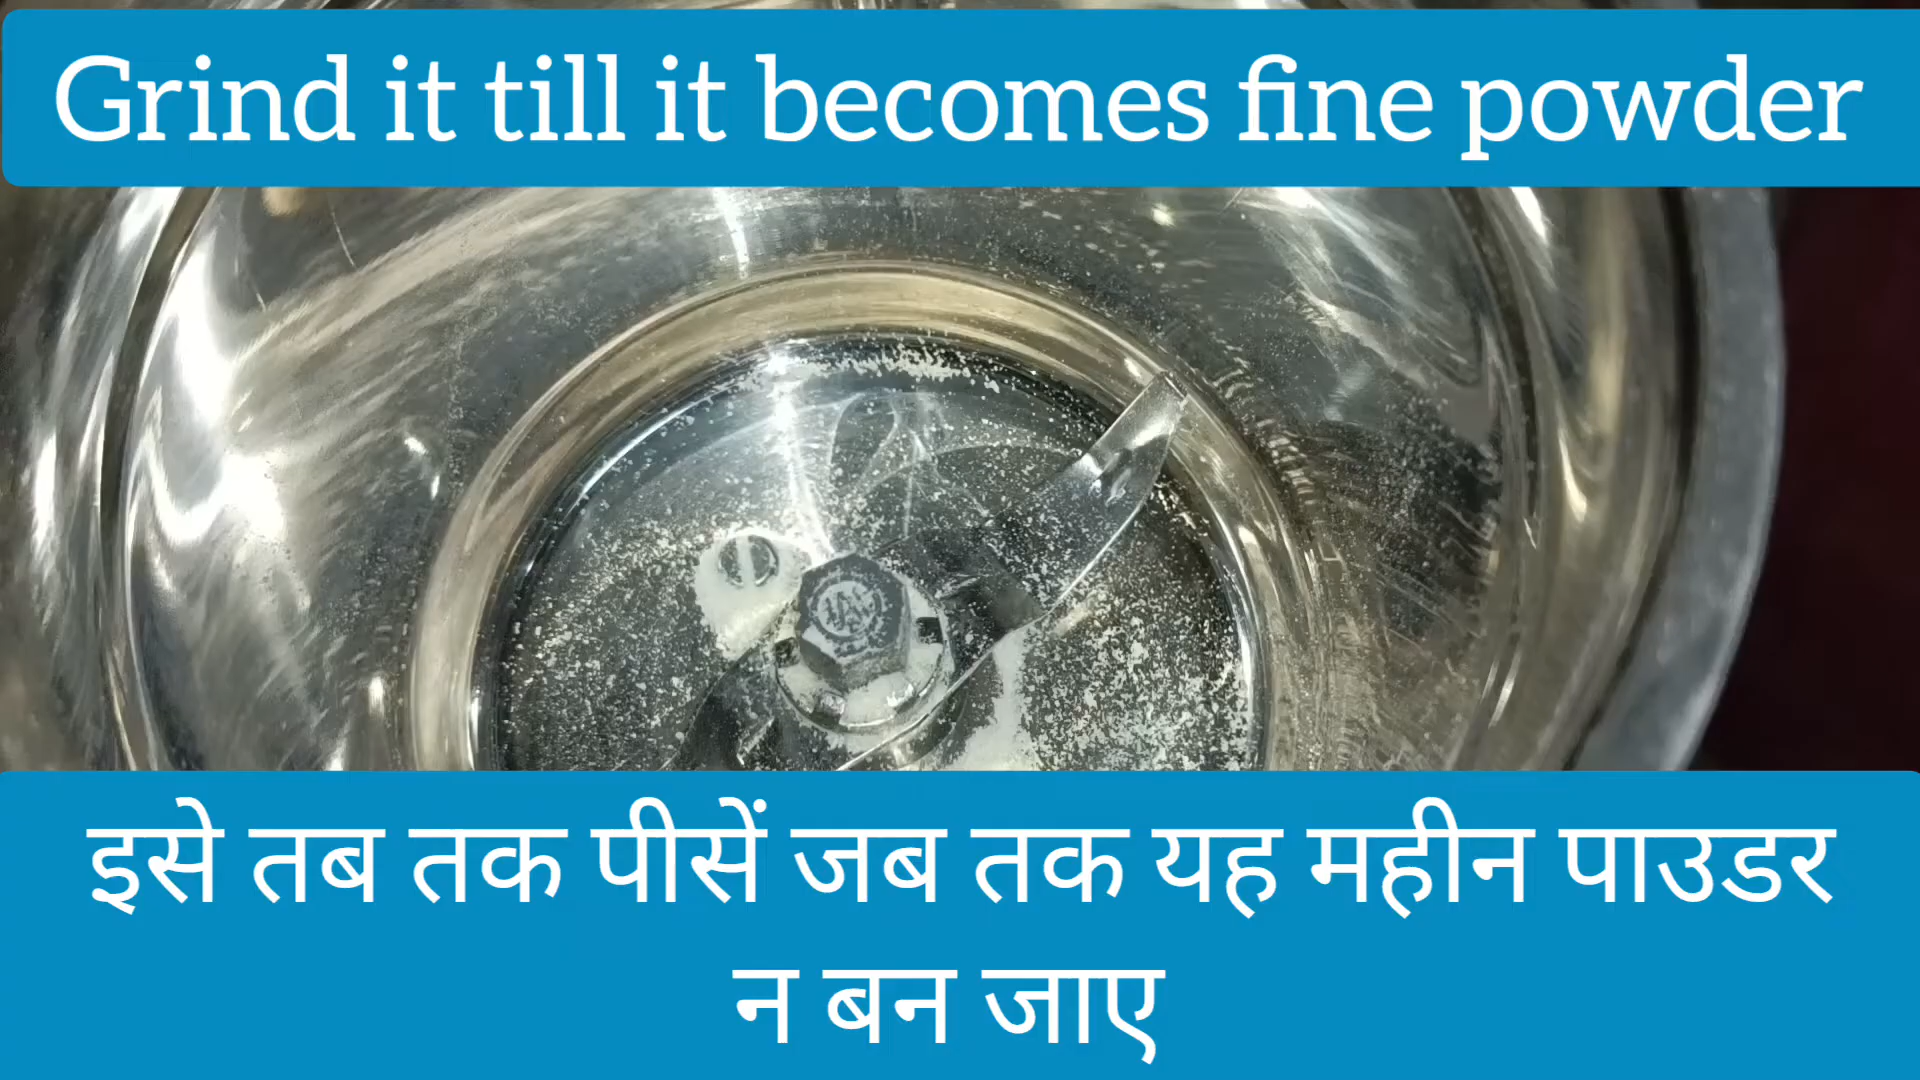 Grind it till it becomes fine powder
इसे तब तक पीसें जब तक यह महीन पाउडर
न बन जाए